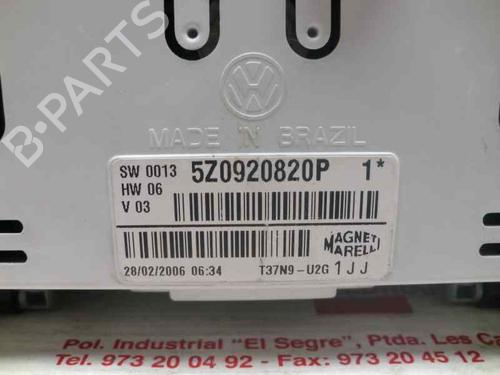 MADE IN BRAZIL
SW 0013 5Z0920820P 1*
HW 06
V 03
MAGNETI
MARELLI
28/02/2006 06:34 T37N9-U2G 1JJ
Pol. Industrial "El Segre", Ptda. Les Ca
Tel. 973 20 04 92 - Fax: 973 20 45 12